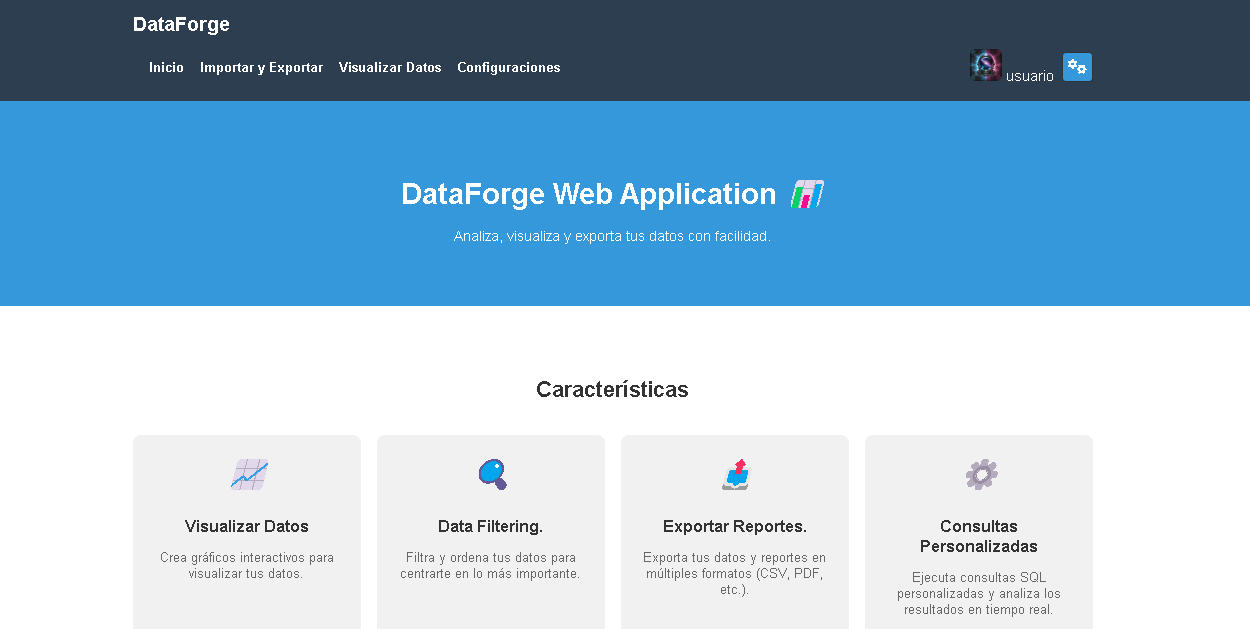 DataForge
Inicio Importar y Exportar Visualizar Datos Configuraciones usuario
DataForge Web Application
Analiza, visualiza y exporta tus datos con facilidad.
Características
Visualizar Datos
Crea gráficos interactivos para
visualizar tus datos.
Data Filtering.
Filtra y ordena tus datos para
centrarte en lo más importante.
Exportar Reportes.
Exporta tus datos y reportes en
múltiples formatos (CSV, PDF,
etc.).
Consultas
Personalizadas
Ejecuta consultas SQL
personalizadas y analiza los
resultados en tiempo real.